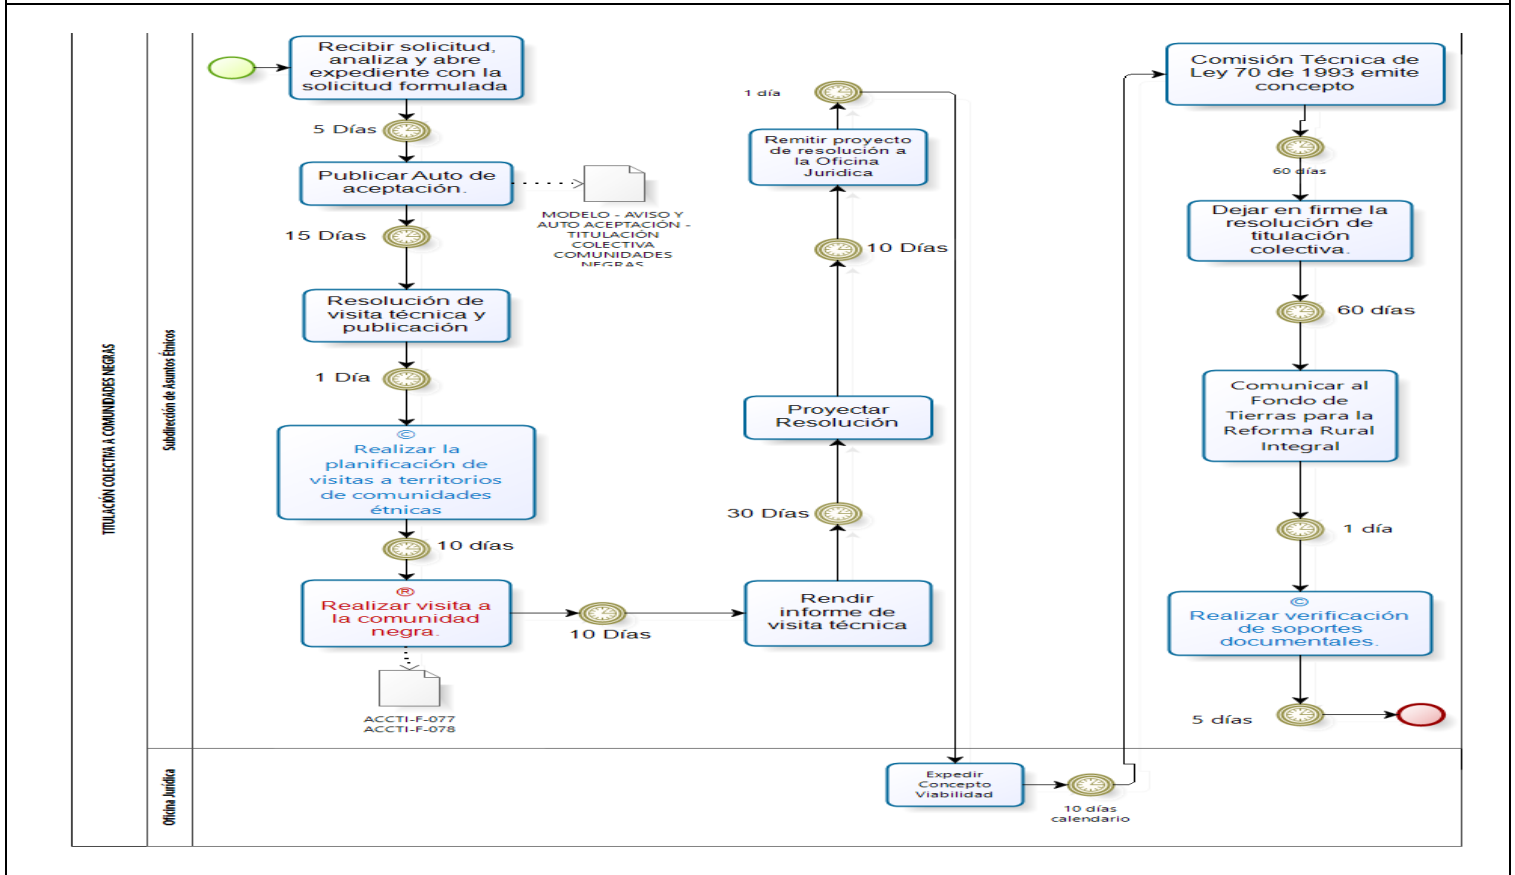 TITULACIÓN COLECTIVA A COMUNIDADES NEGRAS
Subdirección de Asuntos Étnicos
Recibir solicitud,
analiza y abre
expediente con la
solicitud formulada
5 Días
Publicar Auto de
aceptación.
MODELO - AVISO Y
AUTO ACEPTACIÓN -
TITULACIÓN
COLECTIVA
COMUNIDADES
NEGRAS
15 Días
Resolución de
visita técnica y
publicación
1 Día
©
Realizar la
planificación de
visitas a territorios
de comunidades
étnicas
10 días
®
Realizar visita a
la comunidad
negra.
ACCTI-F-077
ACCTI-F-078
10 Días
Rendir
informe de
visita técnica
30 Días
Proyectar
Resolución
10 Días
Remitir proyecto
de resolución a
la Oficina
Juridica
1 día
Oficina Jurídica
Expedir
Concepto
Viabilidad
10 días
calendario
Comisión Técnica de
Ley 70 de 1993 emite
concepto
60 días
Dejar en firme la
resolución de
titulación
colectiva.
60 días
Comunicar al
Fondo de
Tierras para la
Reforma Rural
Integral
1 día
©
Realizar verificación
de soportes
documentales.
5 días